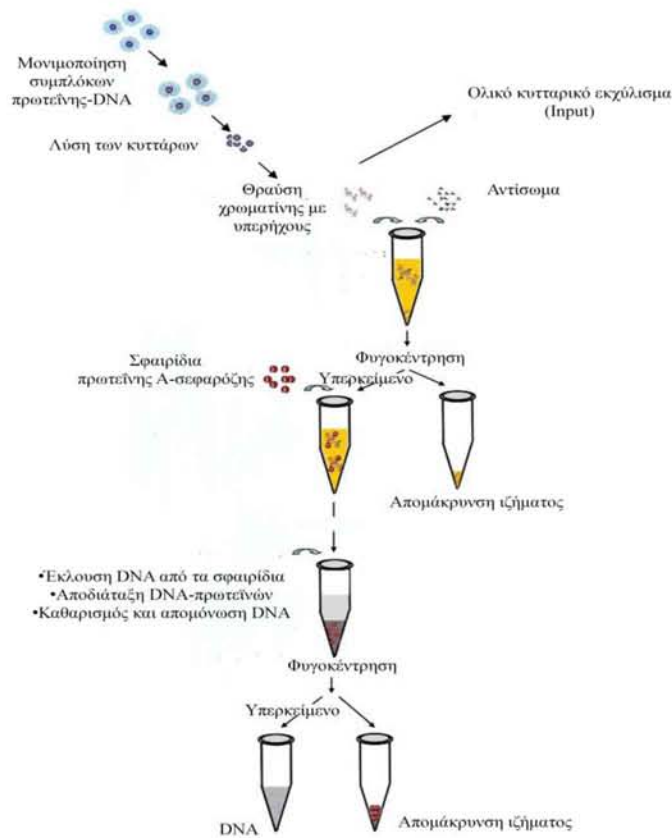 Μονιμοποίηση
συμπλόκων
πρωτεΐνης-DNA
Ολικό κυτταρικό εκχύλισμα
(Input)
Λύση των κυττάρων
Θραύση
χρωματίνης με
υπερήχους
Αντίσωμα
Φυγοκέντρηση
Σφαιρίδια
πρωτεΐνης Α-σεφαρόζης
Υπερκείμενο
Απομάκρυνση ιζήματος
•Έκλουση DNA από τα σφαιρίδια
•Αποδιάταξη DNA-πρωτεϊνών
•Καθαρισμός και απομόνωση DNA
Φυγοκέντρηση
Υπερκείμενο
DNA
Απομάκρυνση ιζήματος